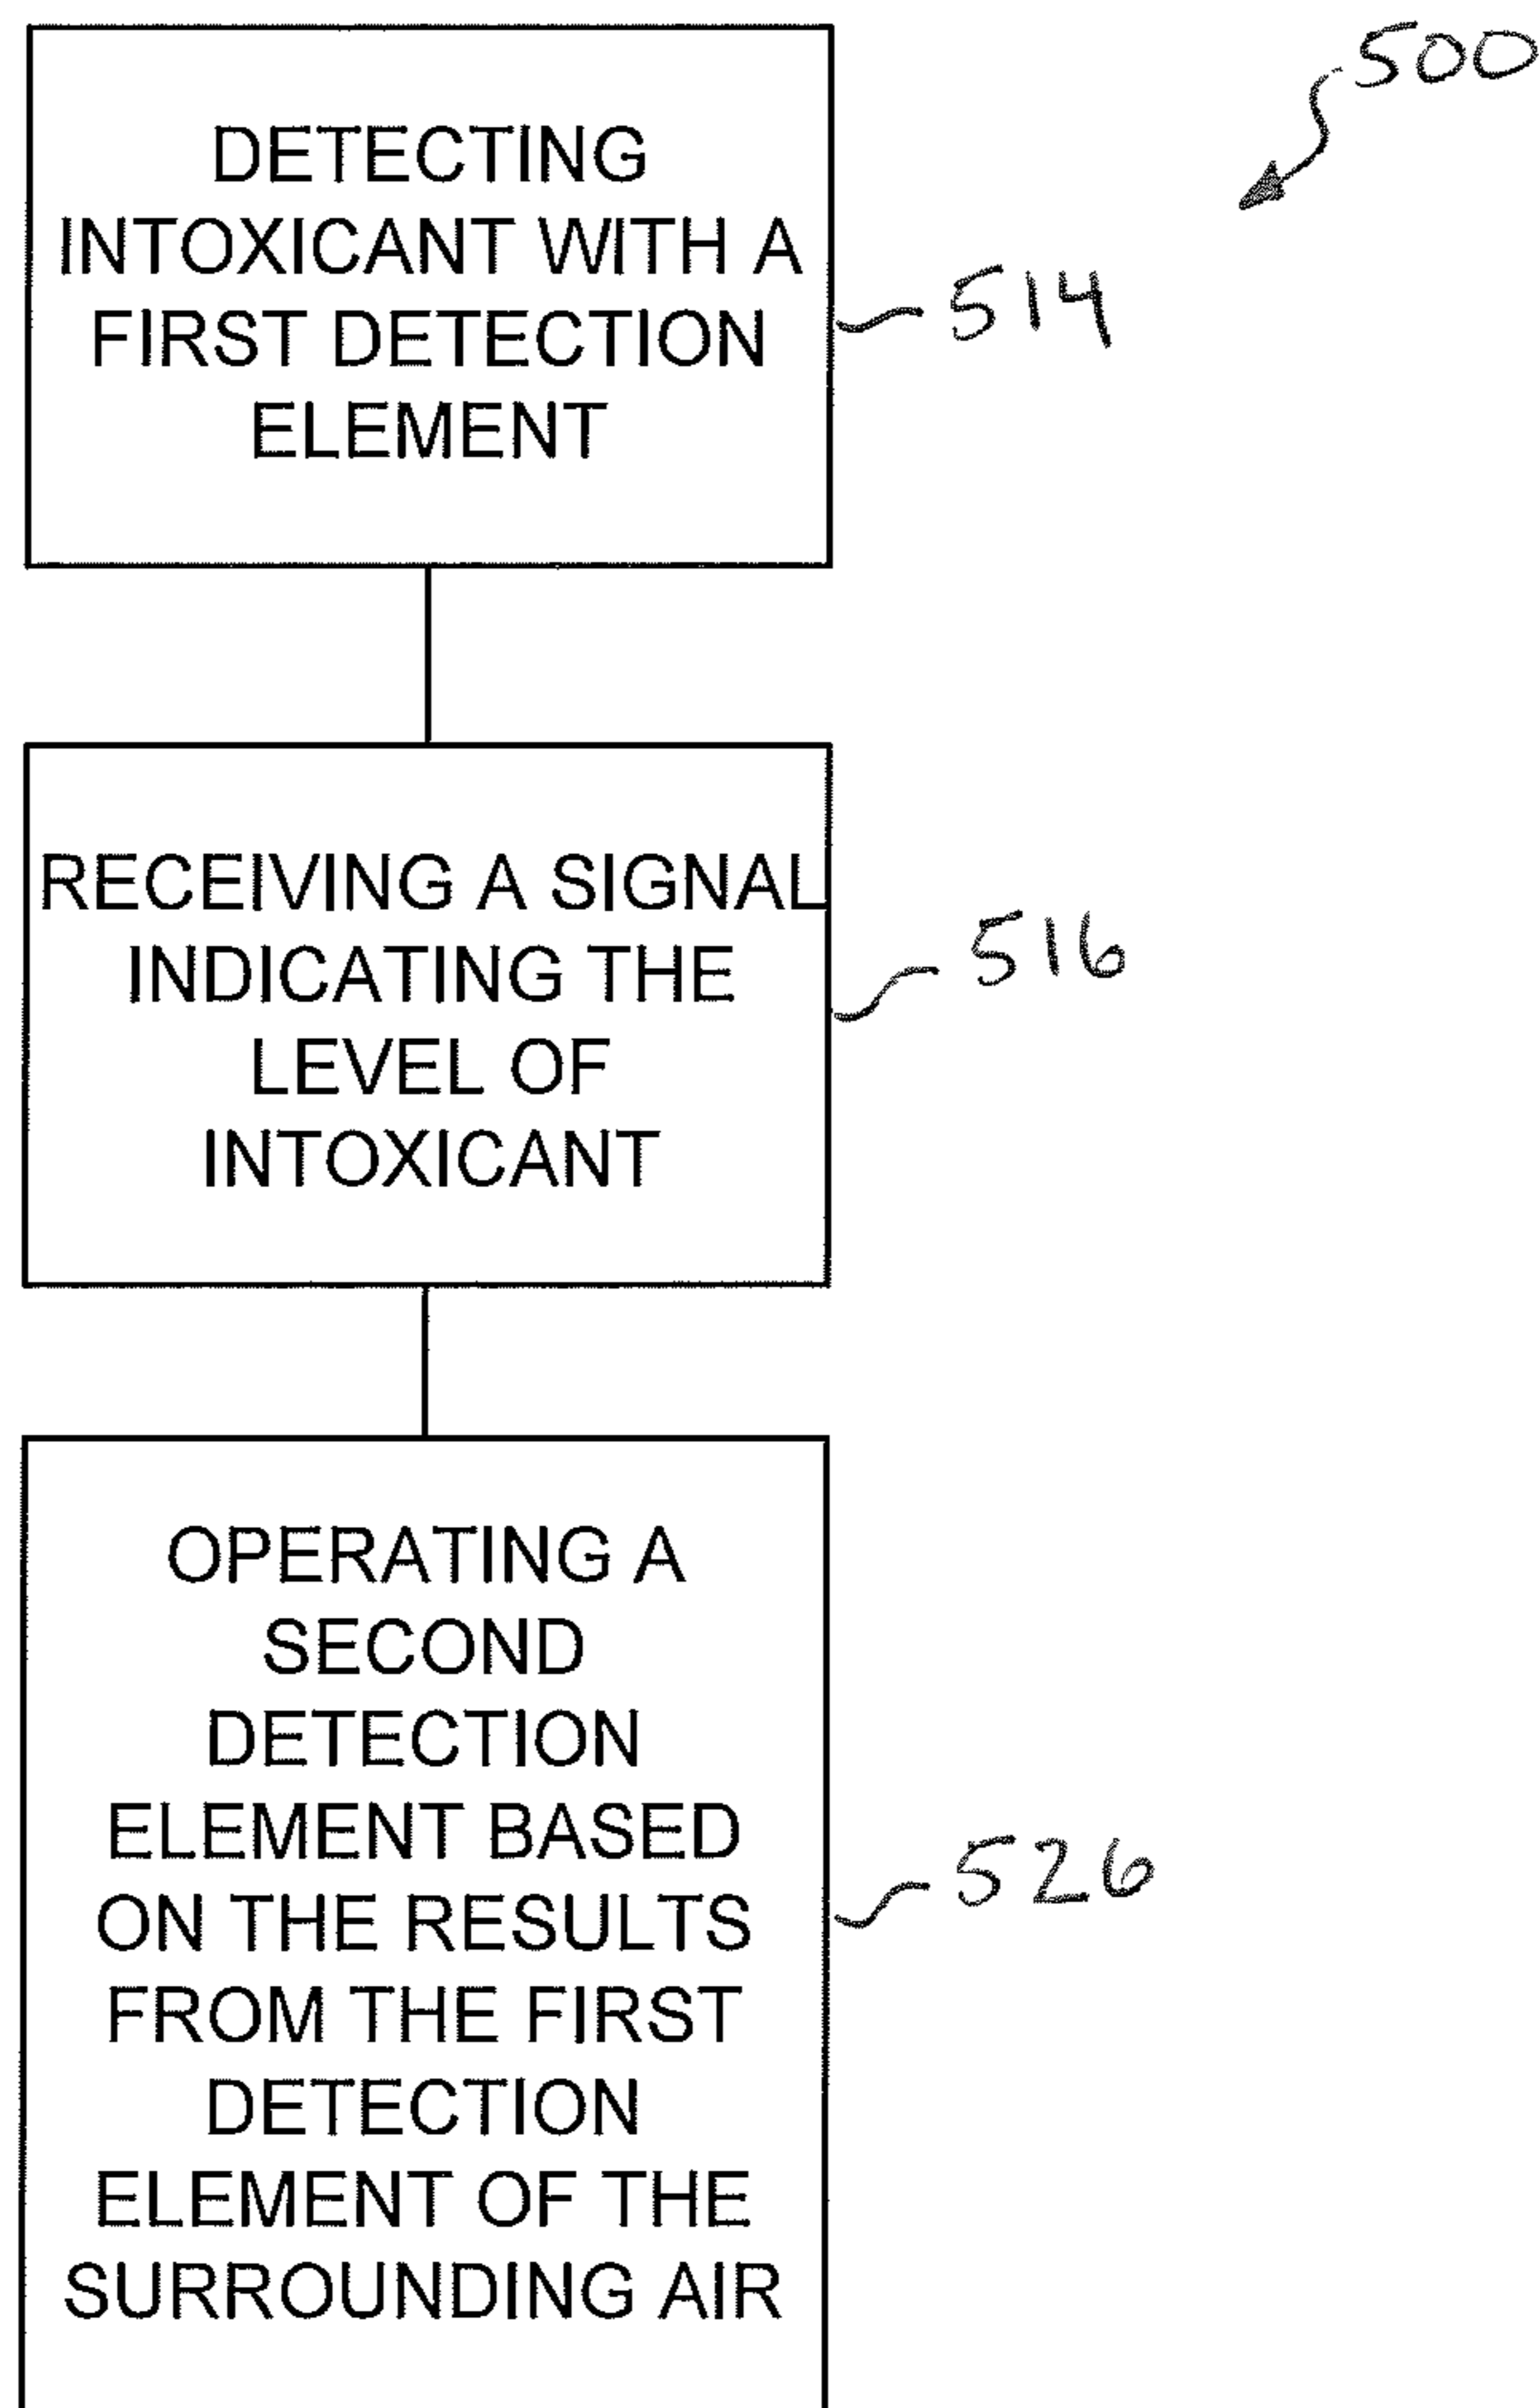 500
DETECTING
INTOXICANT WITH A
FIRST DETECTION
ELEMENT
514
RECEIVING A SIGNAL
INDICATING THE
LEVEL OF
INTOXICANT
516
OPERATING A
SECOND
DETECTION
ELEMENT BASED
ON THE RESULTS
FROM THE FIRST
DETECTION
ELEMENT OF THE
SURROUNDING AIR
526